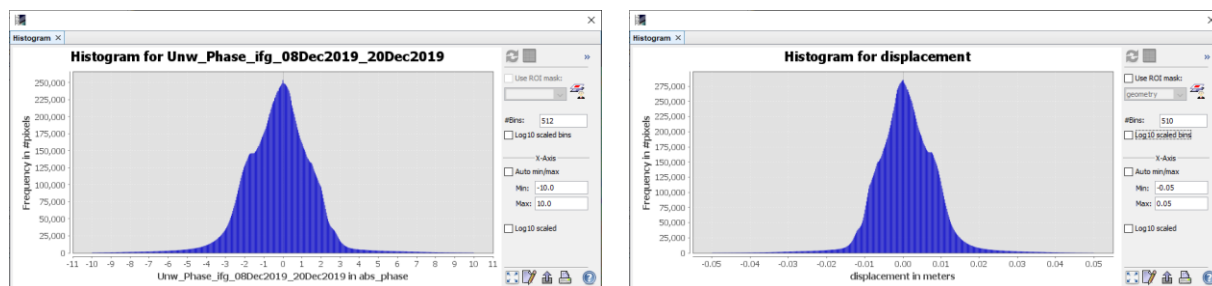 Histogram ×
Histogram for Unw_Phase_ifg_08Dec2019_20Dec2019
Frequency in #pixels
250,000
225,000
200,000
175,000
150,000
125,000
100,000
75,000
50,000
25,000
0
-11 -10 -9 -8 -7 -6 -5 -4 -3 -2 -1 0 1 2 3 4 5 6 7 8 9 10 11
Unw_Phase_ifg_08Dec2019_20Dec2019 in abs_phase
Use ROI mask:
#Bins: 512
Log10 scaled bins
X-Axis
Auto min/max
Min: -10.0
Max: 10.0
Log10 scaled
Histogram ×
Histogram for displacement
Frequency in #pixels
275,000
250,000
225,000
200,000
175,000
150,000
125,000
100,000
75,000
50,000
25,000
0
-0.05 -0.04 -0.03 -0.02 -0.01 0.00 0.01 0.02 0.03 0.04 0.05
displacement in meters
Use ROI mask:
geometry
#Bins: 510
Log10 scaled bins
X-Axis
Auto min/max
Min: -0.05
Max: 0.05
Log10 scaled